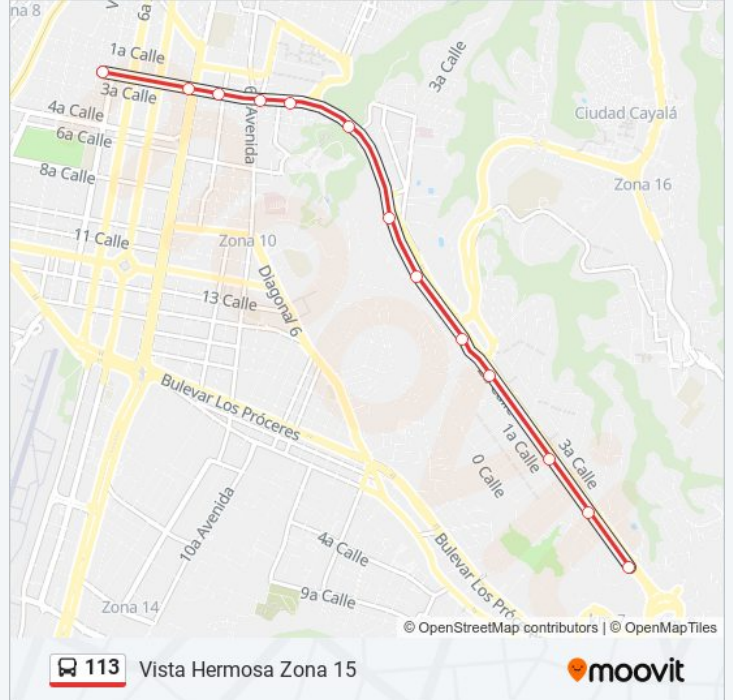 na 8
6a
1a Calle
3a Calle
3a Calle
4a Calle
6a Calle
Avenida
Ciudad Cayalá
8a Calle
Zona 16
11 Calle
Zona 10
13 Calle
Diagonal 6
Bulevar Los Próceres
1a Calle
3a Calle
0 Calle
10a Avenida
4a Calle
Bulevar Los Pró
9a Calle
Zona 14
© OpenStreetMap contributors | © OpenMapTiles
113 Vista Hermosa Zona 15 moovit